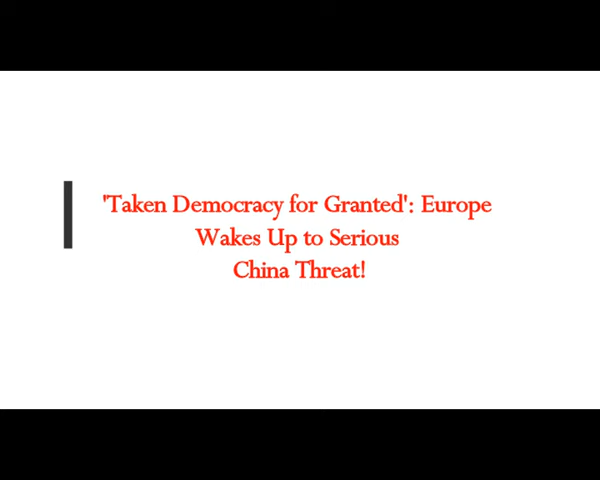 'Taken Democracy for Granted': Europe
Wakes Up to Serious
China Threat!